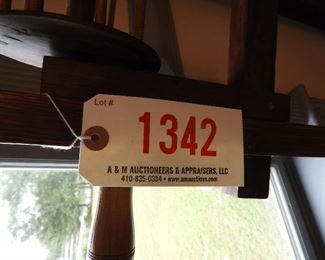 Lot #
1342
A & M AUCTIONEERS & APPRAISERS, LLC
410-835-0384 • www.amauctions.com